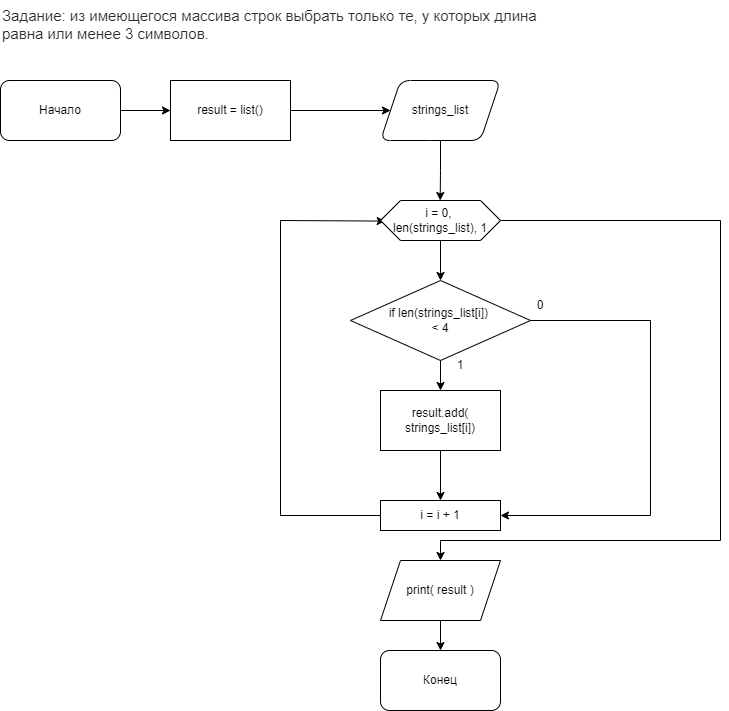 Задание: из имеющегося массива строк выбрать только те, у которых длина
равна или менее 3 символов.
Начало
result = list()
strings_list
i = 0,
len(strings_list), 1
if len(strings_list[i])
< 4
0
1
result.add(
strings_list[i])
i = i + 1
print( result )
Конец